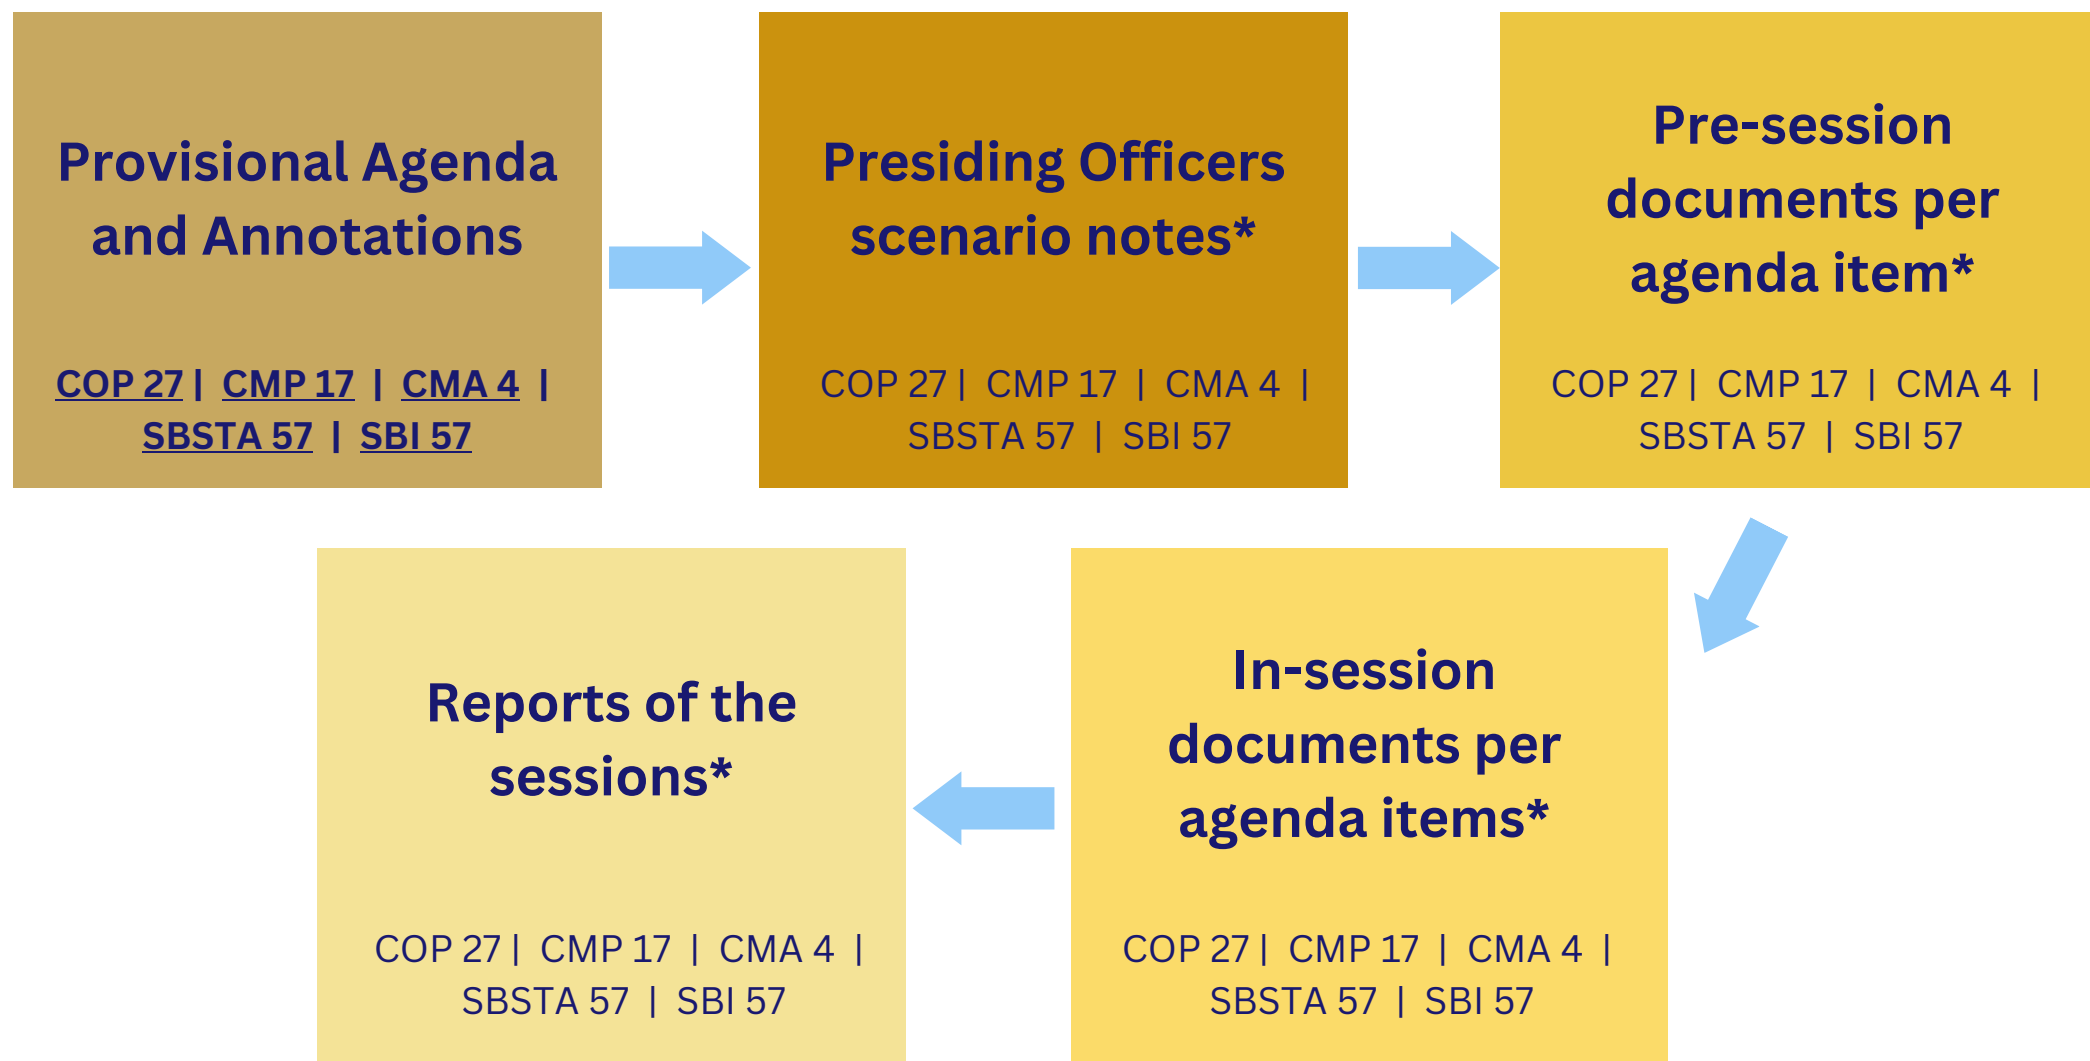 Provisional Agenda
and Annotations
COP 27 | CMP 17 | CMA 4 |
SBSTA 57 | SBI 57
Presiding Officers
scenario notes*
COP 27 | CMP 17 | CMA 4 |
SBSTA 57 | SBI 57
Pre-session
documents per
agenda item*
COP 27 | CMP 17 | CMA 4 |
SBSTA 57 | SBI 57
In-session
documents per
agenda items*
COP 27 | CMP 17 | CMA 4 |
SBSTA 57 | SBI 57
Reports of the
sessions*
COP 27 | CMP 17 | CMA 4 |
SBSTA 57 | SBI 57